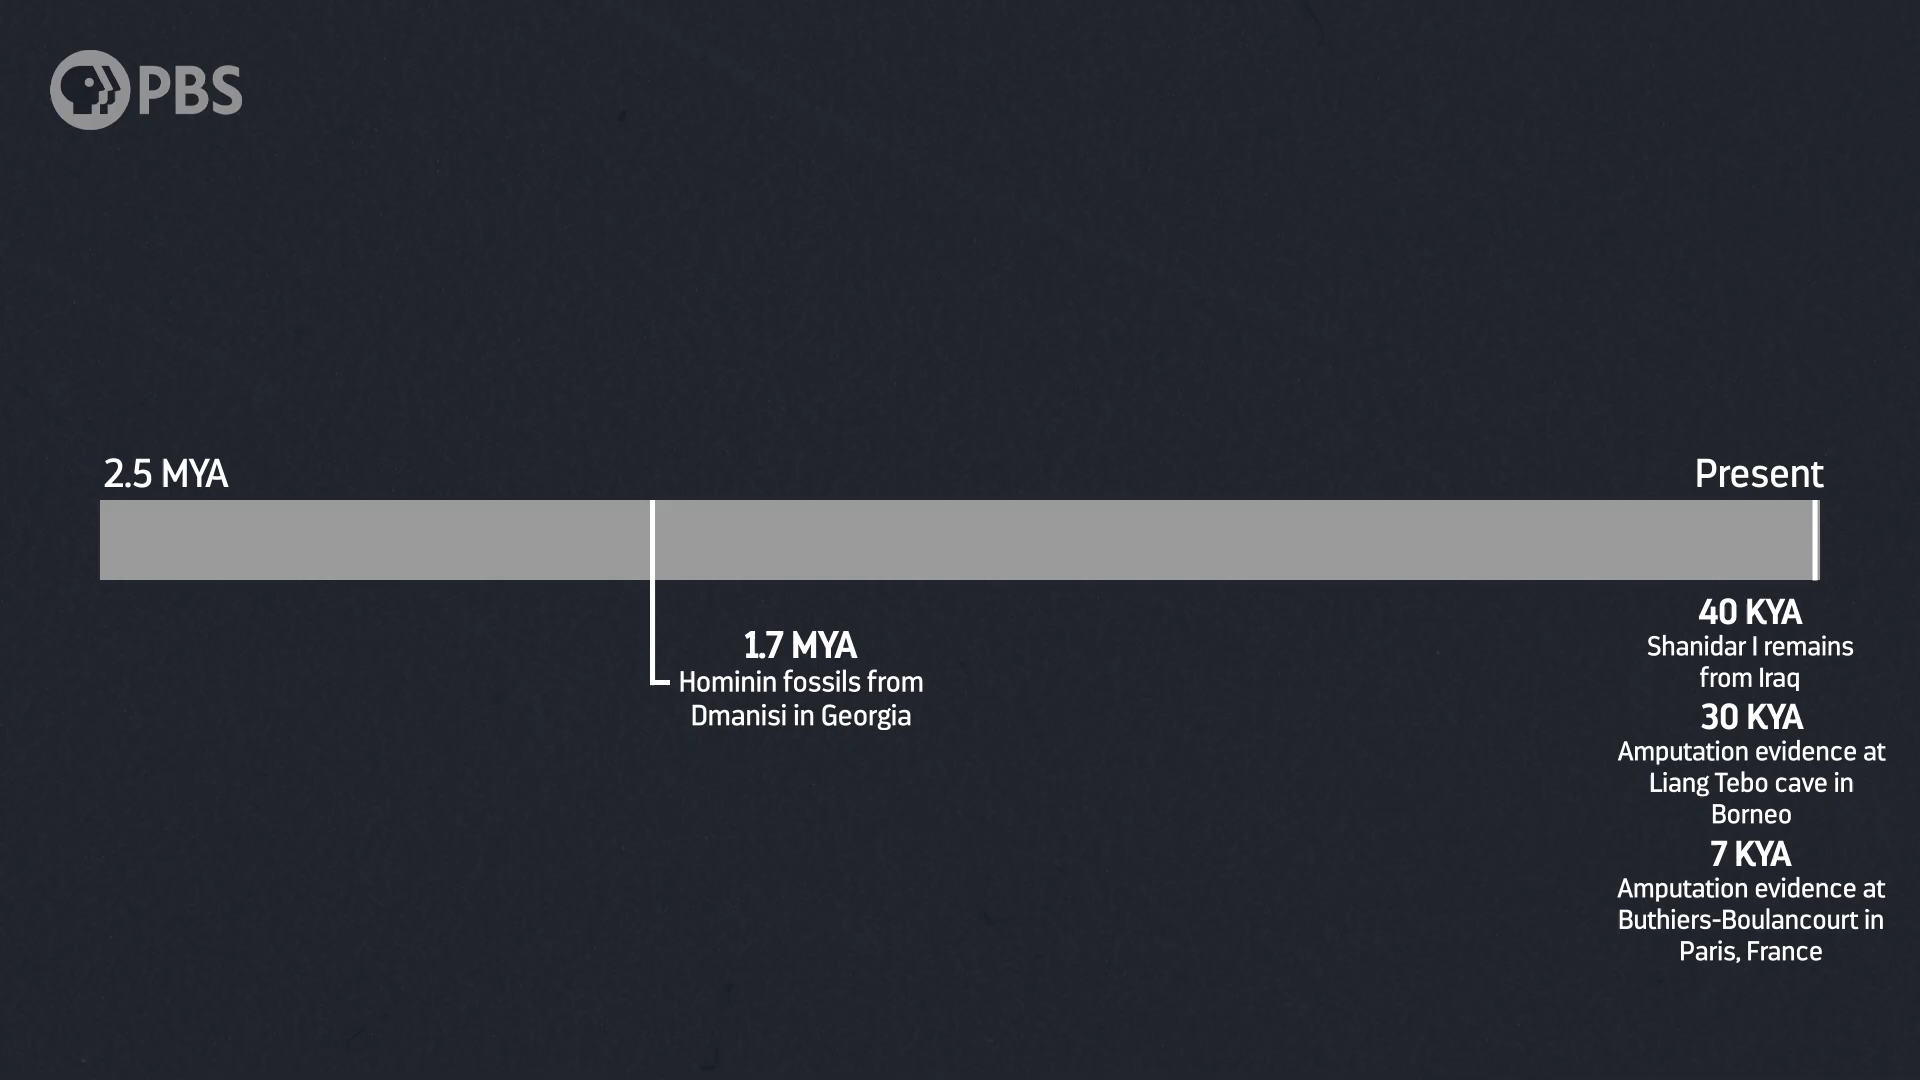 PBS
2.5 MYA
Present
1.7 MYA
Hominin fossils from
Dmanisi in Georgia
40 KYA
Shanidar I remains
from Iraq
30 KYA
Amputation evidence at
Liang Tebo cave in
Borneo
7 KYA
Amputation evidence at
Buthiers-Boulancourt in
Paris, France